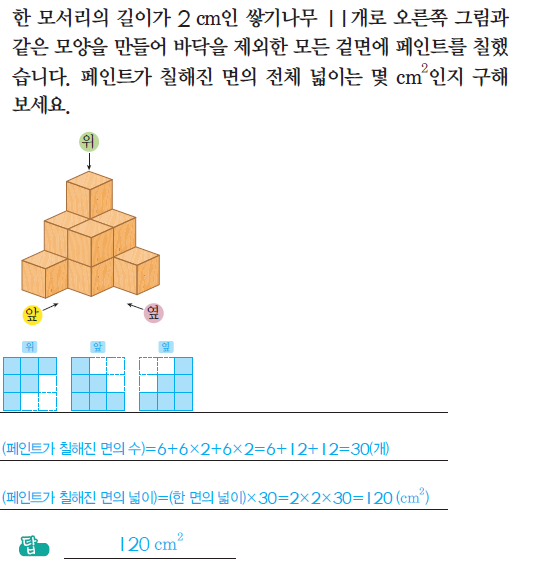 한 모서리의 길이가 2 cm인 쌓기나무 11개로 오른쪽 그림과
같은 모양을 만들어 바닥을 제외한 모든 겉면에 페인트를 칠했
습니다. 페인트가 칠해진 면의 전체 넓이는 몇 cm²인지 구해
보세요.
위
앞
옆
위 앞 옆
(페인트가 칠해진 면의 수)=6+6×2+6×2=6+12+12=30(개)
(페인트가 칠해진 면의 넓이)=(한 면의 넓이)×30=2×2×30=120 (cm²)
답 120 cm²